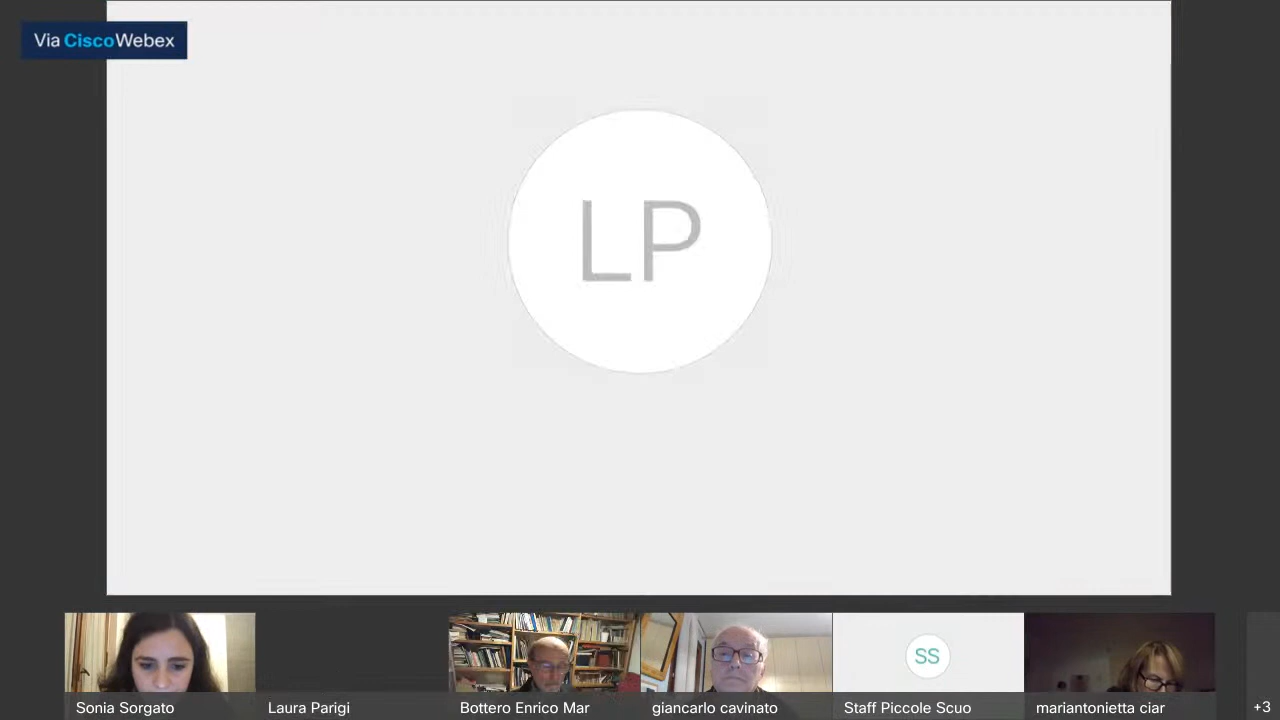 Via CiscoWebex
LP
SS
Sonia Sorgato
Laura Parigi
Bottero Enrico Mar
giancarlo cavinato
Staff Piccole Scuo
mariantonietta ciar
+3